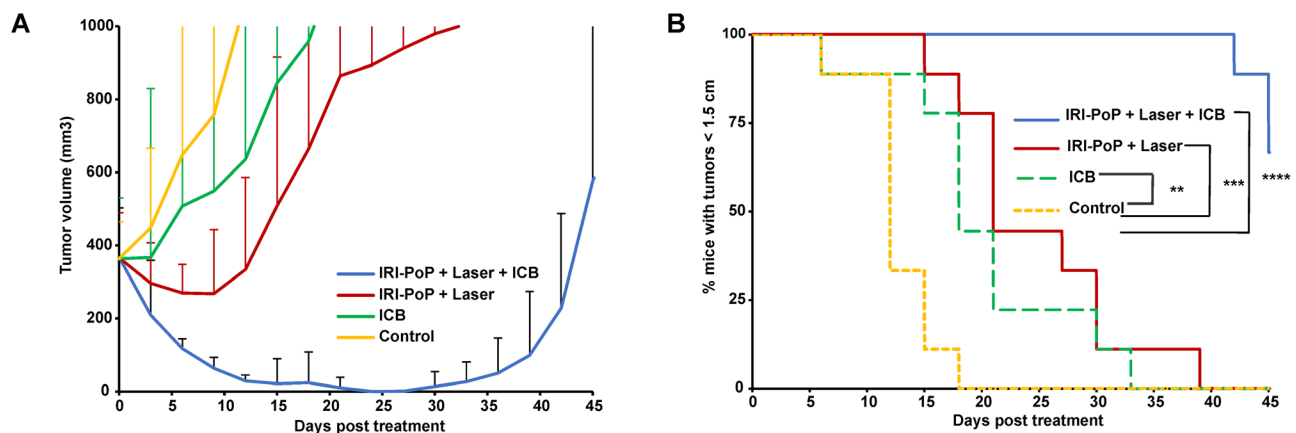 A
Tumor volume (mm3)
1000
800
600
400
200
0
IRI-PoP + Laser + ICB
IRI-PoP + Laser
ICB
Control
0 5 10 15 20 25 30 35 40 45
Days post treatment
B
% mice with tumors < 1.5 cm
100
75
50
25
0
IRI-PoP + Laser + ICB
IRI-PoP + Laser
ICB
Control
**
***
****
0 5 10 15 20 25 30 35 40 45
Days post treatment